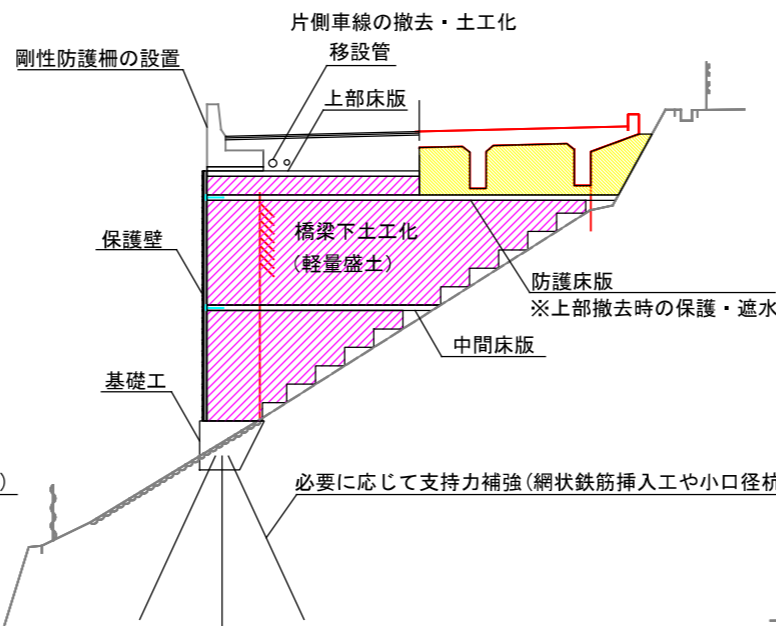 片側車線の撤去・土工化
移設管
剛性防護柵の設置
上部床版
保護壁
橋梁下土工化
(軽量盛土)
防護床版
※上部撤去時の保護・遮水
中間床版
基礎工
)
必要に応じて支持力補強(網状鉄筋挿入工や小口径杭